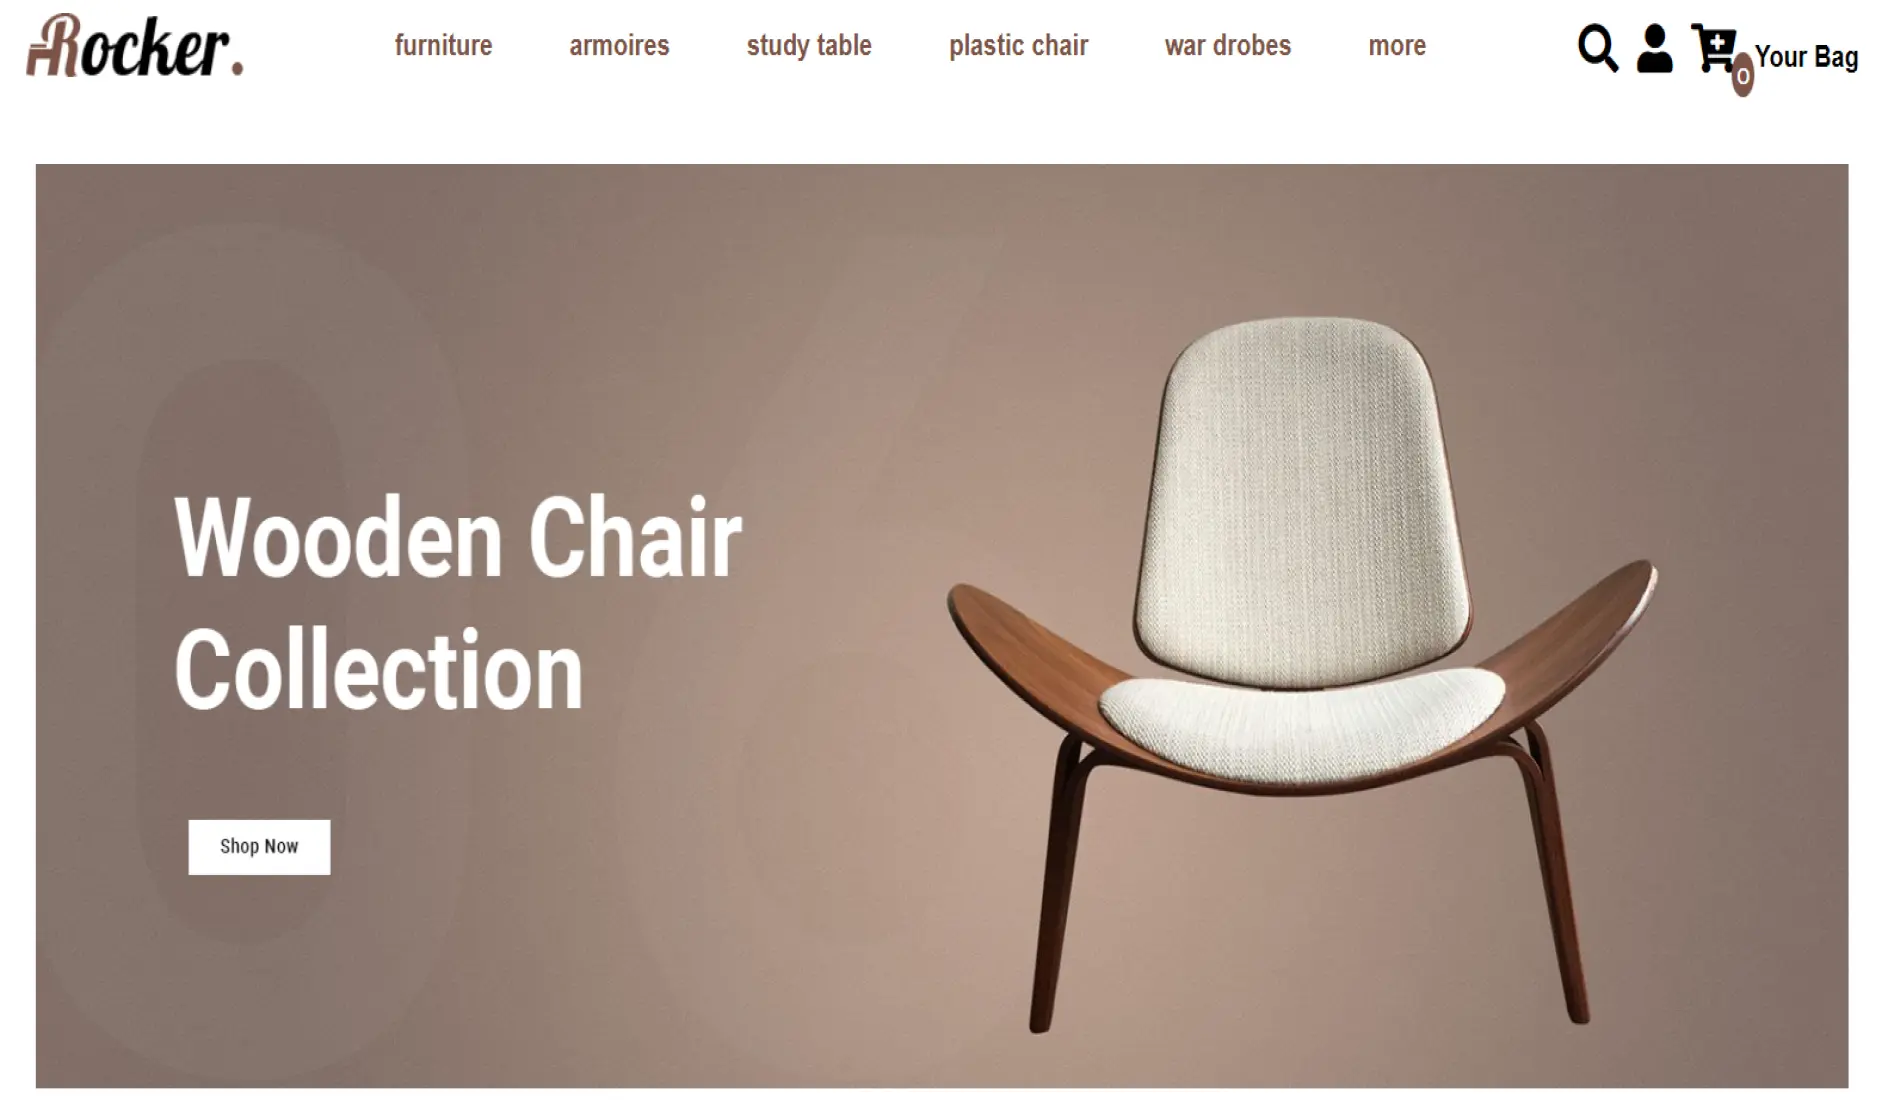 Rocker.
furniture armoires study table plastic chair war drobes more
0 Your Bag
Wooden Chair
Collection
Shop Now